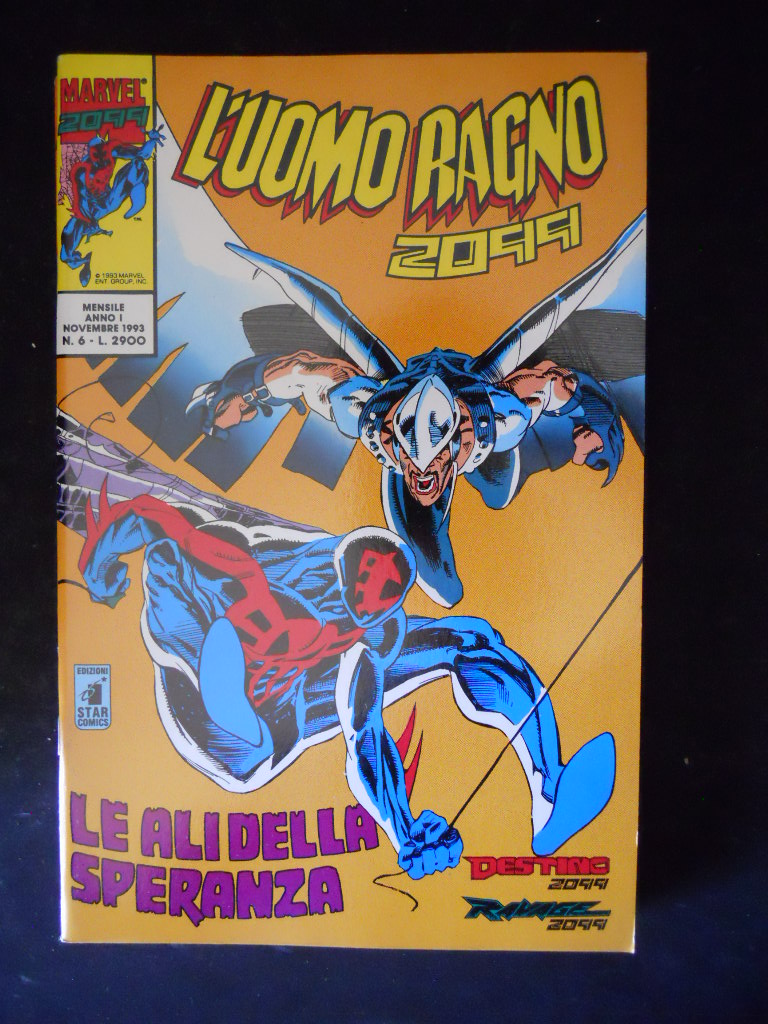 MARVEL®
2099
© 1993 MARVEL
ENT. GROUP, INC.
MENSILE
ANNO I
NOVEMBRE 1993
N. 6 - L. 2900
L'UOMO RAGNO
2099
EDIZIONI
STAR
COMICS
LE ALI DELLA
SPERANZA
DESTINO
2099
RAVAGE
2099